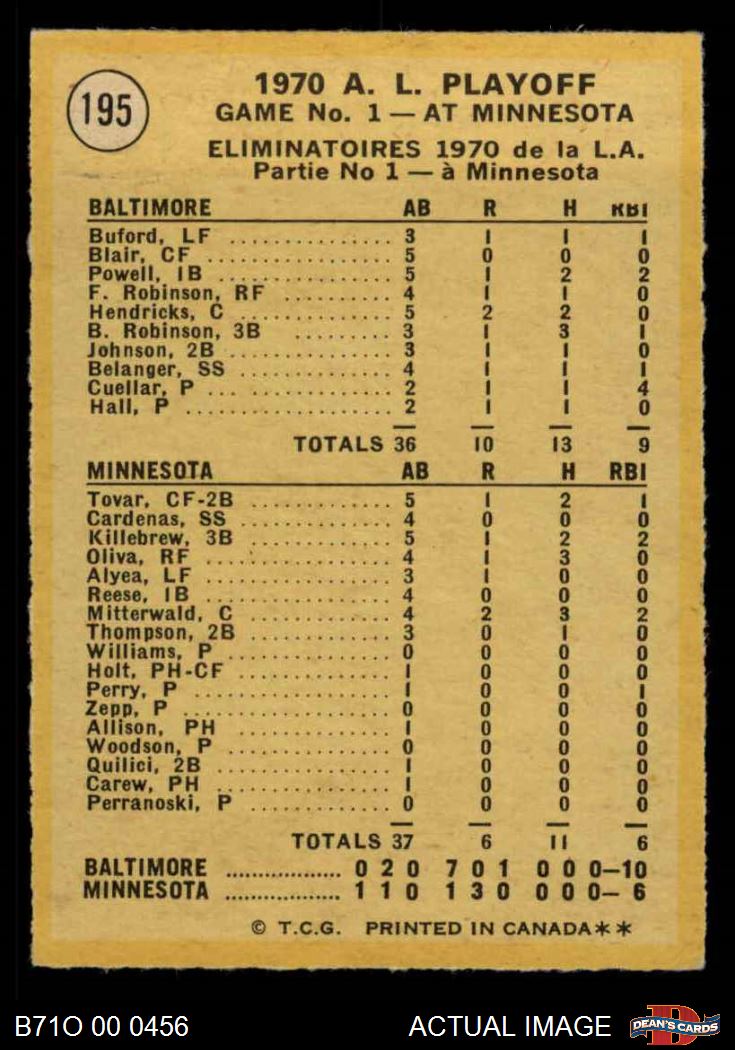 195
1970 A. L. PLAYOFF
GAME No. 1 — AT MINNESOTA
ELIMINATOIRES 1970 de la L.A.
Partie No 1 — à Minnesota
BALTIMORE AB R H RBI
Buford, LF ............... 3 1 1 1
Blair, CF ................ 5 0 0 0
Powell, 1B ............... 5 1 2 2
F. Robinson, RF .......... 4 1 1 0
Hendricks, C ............. 5 2 2 0
B. Robinson, 3B ......... 3 1 3 1
Johnson, 2B .............. 3 1 1 0
Belanger, SS ............. 4 1 1 1
Cuellar, P ... ............. 2 1 1 4
Hall, P .................. 2 1 1 0
TOTALS 36 10 13 9
MINNESOTA AB R H RBI
Tovar, CF-2B ............. 5 1 2 1
Cardenas, SS ............. 4 0 0 0
Killebrew, 3B ............ 5 1 2 2
Oliva, RF ................ 4 1 3 0
Alyea, LF ................ 3 1 0 0
Reese, 1B ................ 4 0 0 0
Mitterwald, C ............ 4 2 3 2
Thompson, 2B ............. 3 0 1 0
Williams, P .............. 0 0 0 0
Holt, PH-CF .............. 1 0 0 0
Perry, P ................. 1 0 0 1
Zepp, P .................. 0 0 0 0
Allison, PH .............. 1 0 0 0
Woodson, P ............... 0 0 0 0
Quilici, 2B .............. 1 0 0 0
Carew, PH ................ 1 0 0 0
Perranoski, P ............ 0 0 0 0
TOTALS 37 6 11 6
BALTIMORE .................. 0 2 0 7 0 1 0 0 0—10
MINNESOTA .................. 1 1 0 1 3 0 0 0 0— 6
© T.C.G. PRINTED IN CANADA✶✶
B71O 00 0456 ACTUAL IMAGE D DEAN'S CARDS